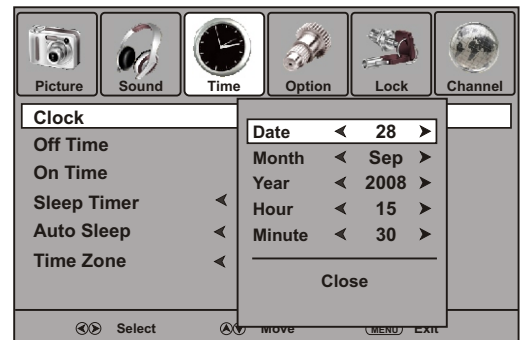 Picture Sound Time Option Lock Channel
Clock
Off Time
On Time
Sleep Timer
Auto Sleep
Time Zone
Date 28
Month Sep
Year 2008
Hour 15
Minute 30
Close
Select Move MENU Exit